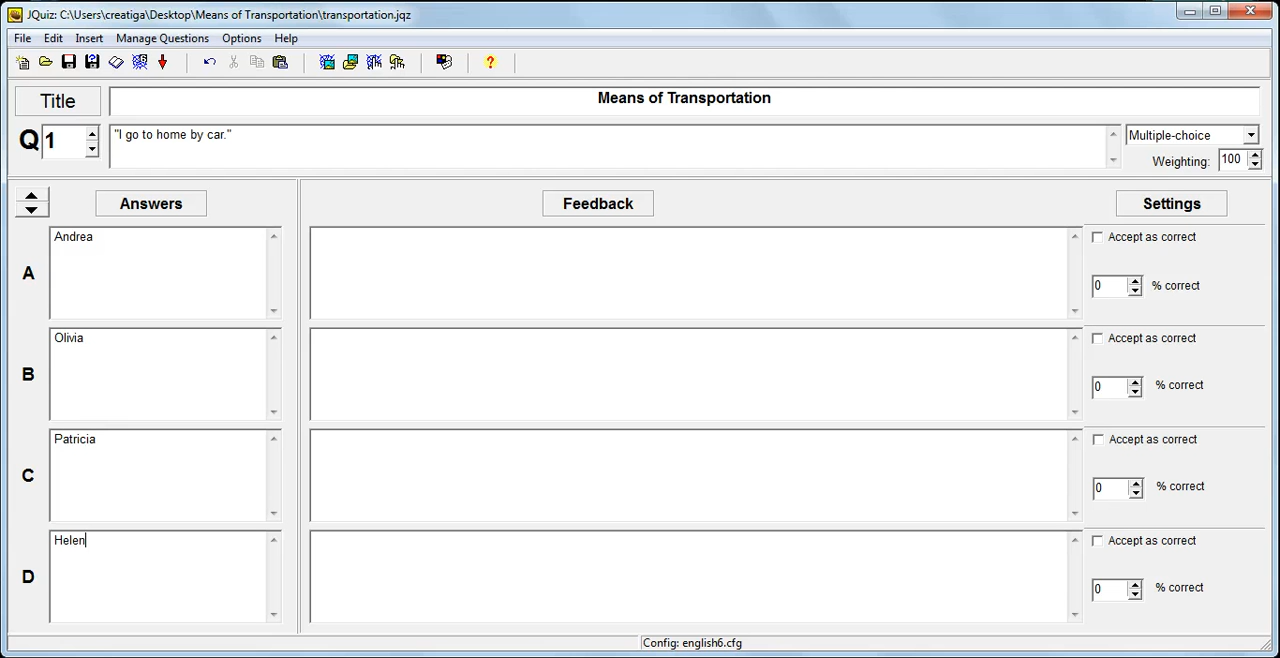 JQuiz: C:\Users\creatiga\Desktop\Means of Transportation\transportation.jqz
File Edit Insert Manage Questions Options Help
Title Means of Transportation
Q 1 "I go to home by car." Multiple-choice
Weighting: 100
Answers Feedback Settings
A Andrea Accept as correct
0 % correct
B Olivia Accept as correct
0 % correct
C Patricia Accept as correct
0 % correct
D Helen Accept as correct
0 % correct
Config: english6.cfg